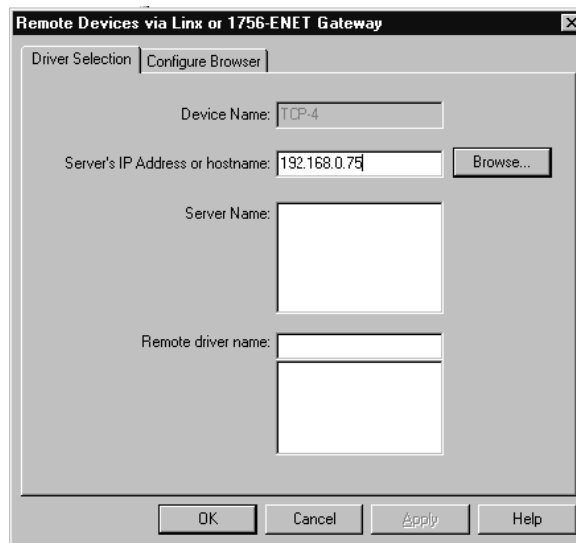 Remote Devices via Linx or 1756-ENET Gateway
Driver Selection Configure Browser
Device Name: TCP-4
Server's IP Address or hostname: 192.168.0.75 Browse...
Server Name:
Remote driver name:
OK Cancel Apply Help